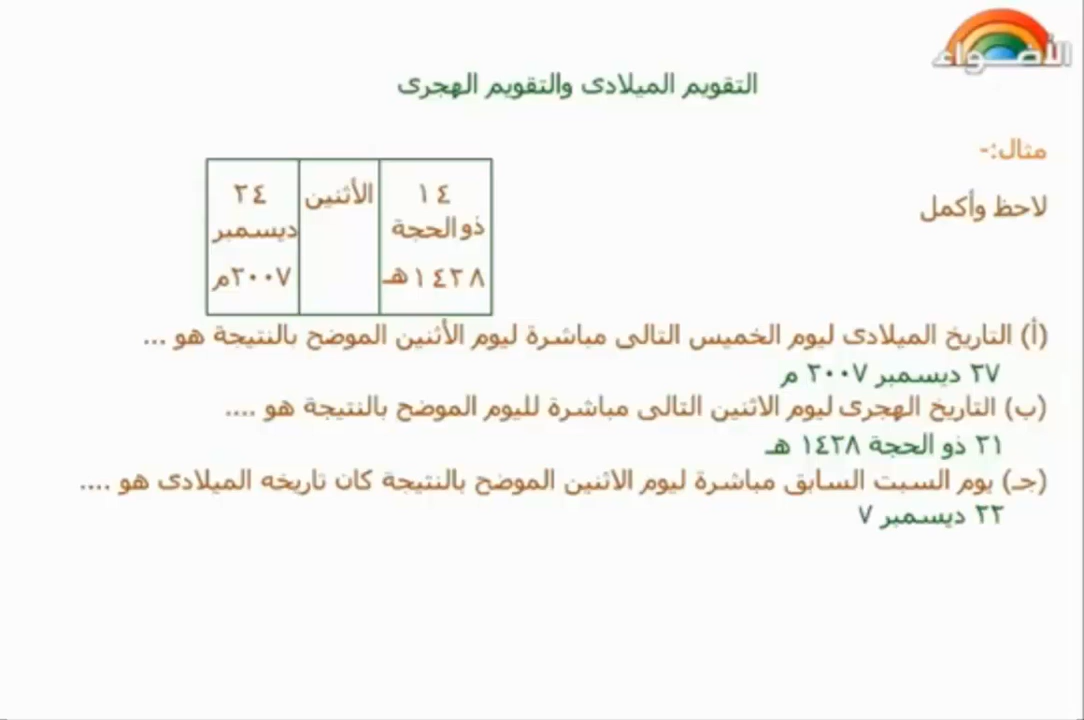 الأضواء
التقويم الميلادى والتقويم الهجرى
مثال:-
لاحظ وأكمل
١٤ الأثنين ٢٤
ذو الحجة ديسمبر
١٤٢٨هـ ٢٠٠٧م
(أ) التاريخ الميلادى ليوم الخميس التالى مباشرة ليوم الأثنين الموضح بالنتيجة هو ...
٢٧ ديسمبر ٢٠٠٧ م
(ب) التاريخ الهجرى ليوم الاثنين التالى مباشرة لليوم الموضح بالنتيجة هو ....
٢١ ذو الحجة ١٤٢٨ هـ
(جـ) يوم السبت السابق مباشرة ليوم الاثنين الموضح بالنتيجة كان تاريخه الميلادى هو ....
٢٢ ديسمبر ٧